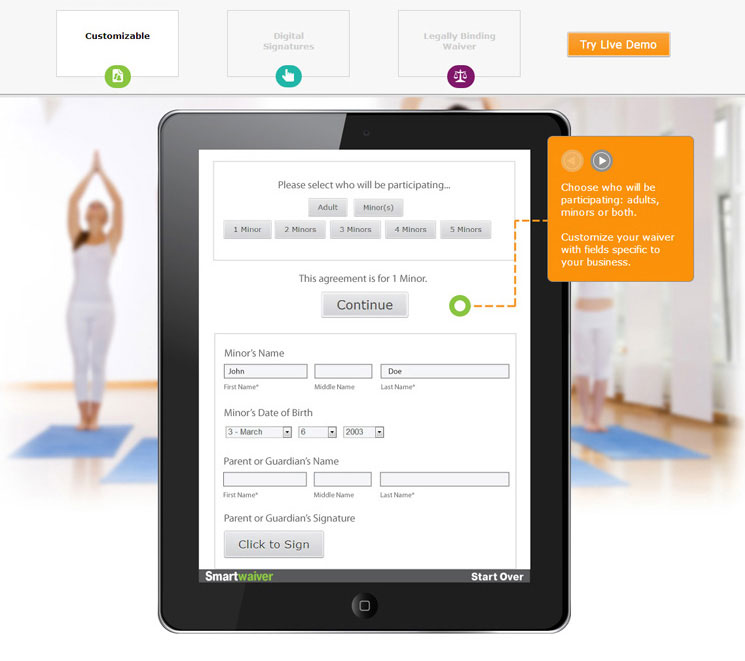 Customizable
Digital
Signatures
Legally Binding
Waiver
Try Live Demo
Please select who will be participating...
Adult Minor(s)
1 Minor 2 Minors 3 Minors 4 Minors 5 Minors
This agreement is for 1 Minor.
Continue
Choose who will be
participating: adults,
minors or both.
Customize your waiver
with fields specific to
your business.
Minor's Name
John Doe
First Name* Middle Name Last Name*
Minor's Date of Birth
3 - March 6 2003
Parent or Guardian's Name
First Name* Middle Name Last Name*
Parent or Guardian's Signature
Click to Sign
Smartwaiver Start Over